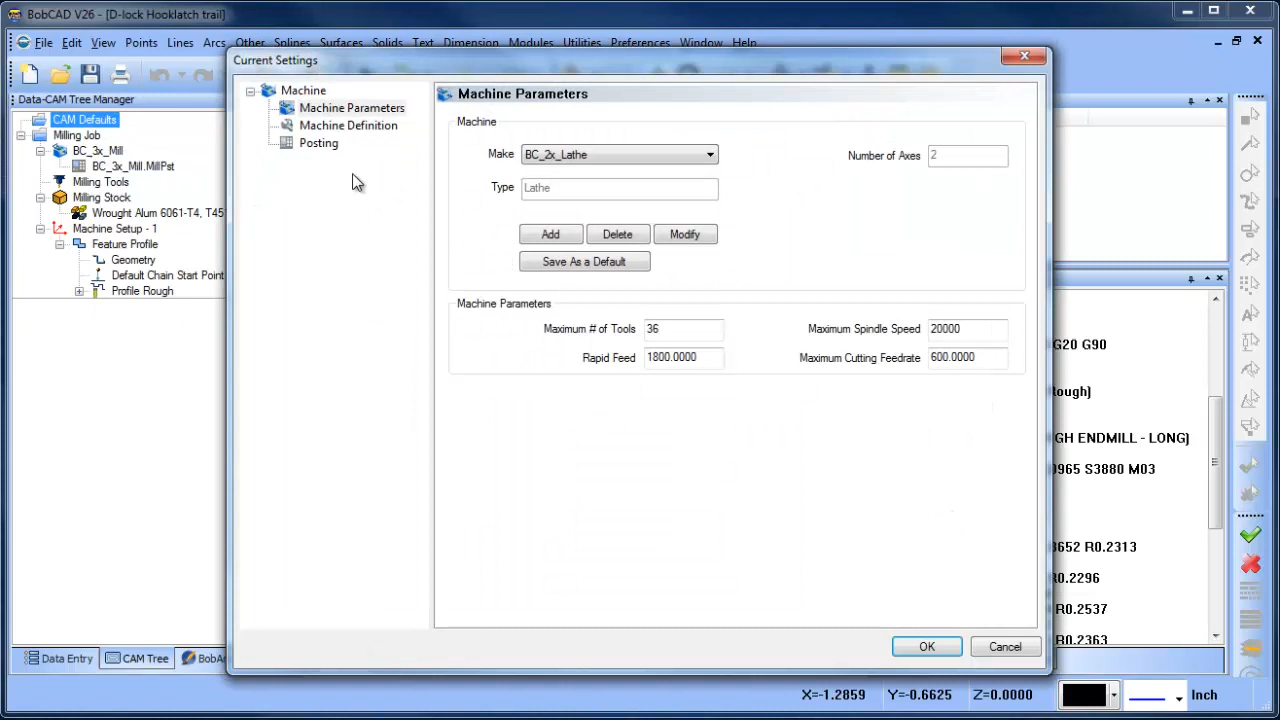 BobCAD V26 - [D-lock Hooklatch trail]
File Edit View Points Lines Arcs Other Splines Surfaces Solids Text Dimension Modules Utilities Preferences Window Help
Data-CAM Tree Manager
CAM Defaults
Milling Job
BC_3x_Mill
BC_3x_Mill.MillPst
Milling Tools
Milling Stock
Wrought Alum 6061-T4, T45
Machine Setup - 1
Feature Profile
Geometry
Default Chain Start Point
Profile Rough
Data Entry CAM Tree BobAr
Current Settings
Machine
Machine Parameters
Machine Definition
Posting
Machine Parameters
Machine
Make BC_2x_Lathe Number of Axes 2
Type Lathe
Add Delete Modify
Save As a Default
Machine Parameters
Maximum # of Tools 36 Maximum Spindle Speed 20000
Rapid Feed 1800.0000 Maximum Cutting Feedrate 600.0000
OK Cancel
G20 G90
ough)
GH ENDMILL - LONG)
0965 S3880 M03
3652 R0.2313
R0.2296
R0.2537
R0.2363
X=-1.2859 Y=-0.6625 Z=0.0000 Inch